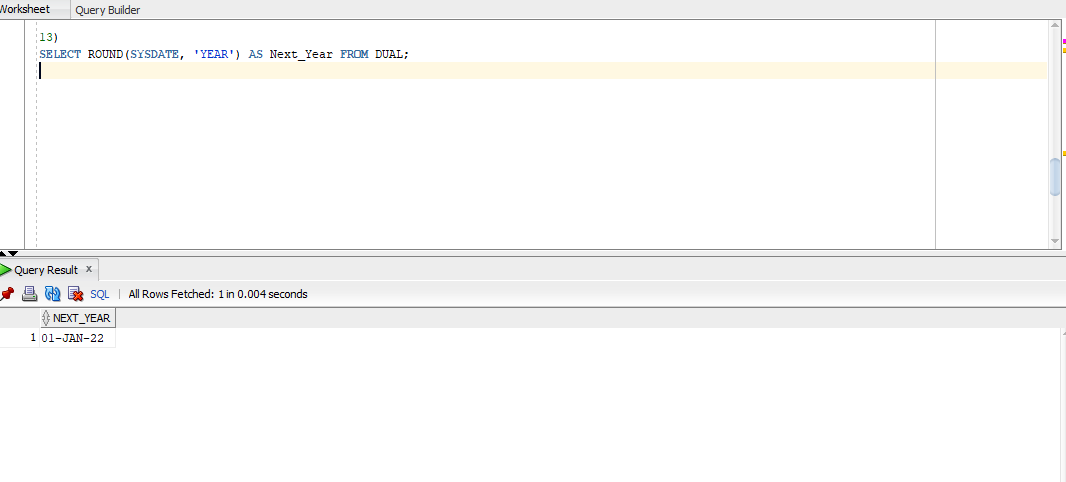 Worksheet Query Builder
13)
SELECT ROUND(SYSDATE, 'YEAR') AS Next_Year FROM DUAL;
Query Result x
SQL | All Rows Fetched: 1 in 0.004 seconds
NEXT_YEAR
1 01-JAN-22